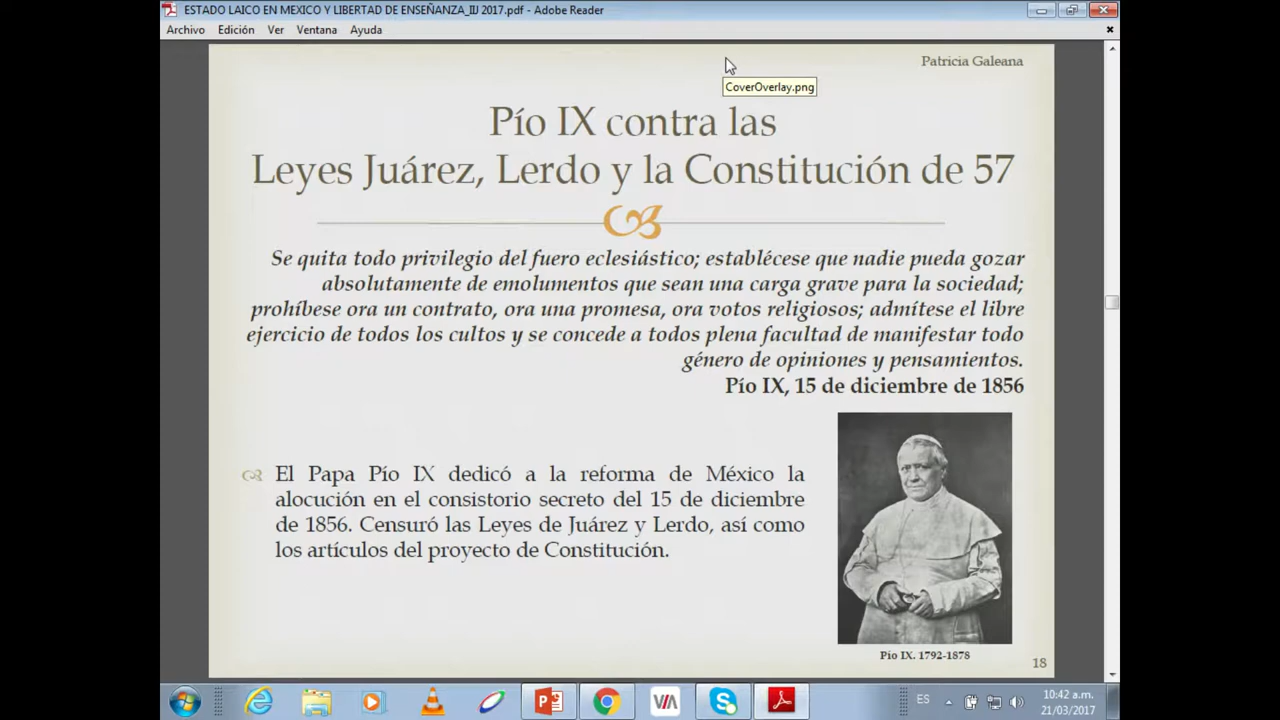 ESTADO LAICO EN MEXICO Y LIBERTAD DE ENSEÑANZA_IIJ 2017.pdf - Adobe Reader
Archivo Edición Ver Ventana Ayuda
Patricia Galeana
CoverOverlay.png
Pío IX contra las
Leyes Juárez, Lerdo y la Constitución de 57
Se quita todo privilegio del fuero eclesiástico; establécese que nadie pueda gozar
absolutamente de emolumentos que sean una carga grave para la sociedad;
prohíbese ora un contrato, ora una promesa, ora votos religiosos; admítese el libre
ejercicio de todos los cultos y se concede a todos plena facultad de manifestar todo
género de opiniones y pensamientos.
Pío IX, 15 de diciembre de 1856
El Papa Pío IX dedicó a la reforma de México la
alocución en el consistorio secreto del 15 de diciembre
de 1856. Censuró las Leyes de Juárez y Lerdo, así como
los artículos del proyecto de Constitución.
Pío IX. 1792-1878
18
VIA
ES
10:42 a.m.
21/03/2017